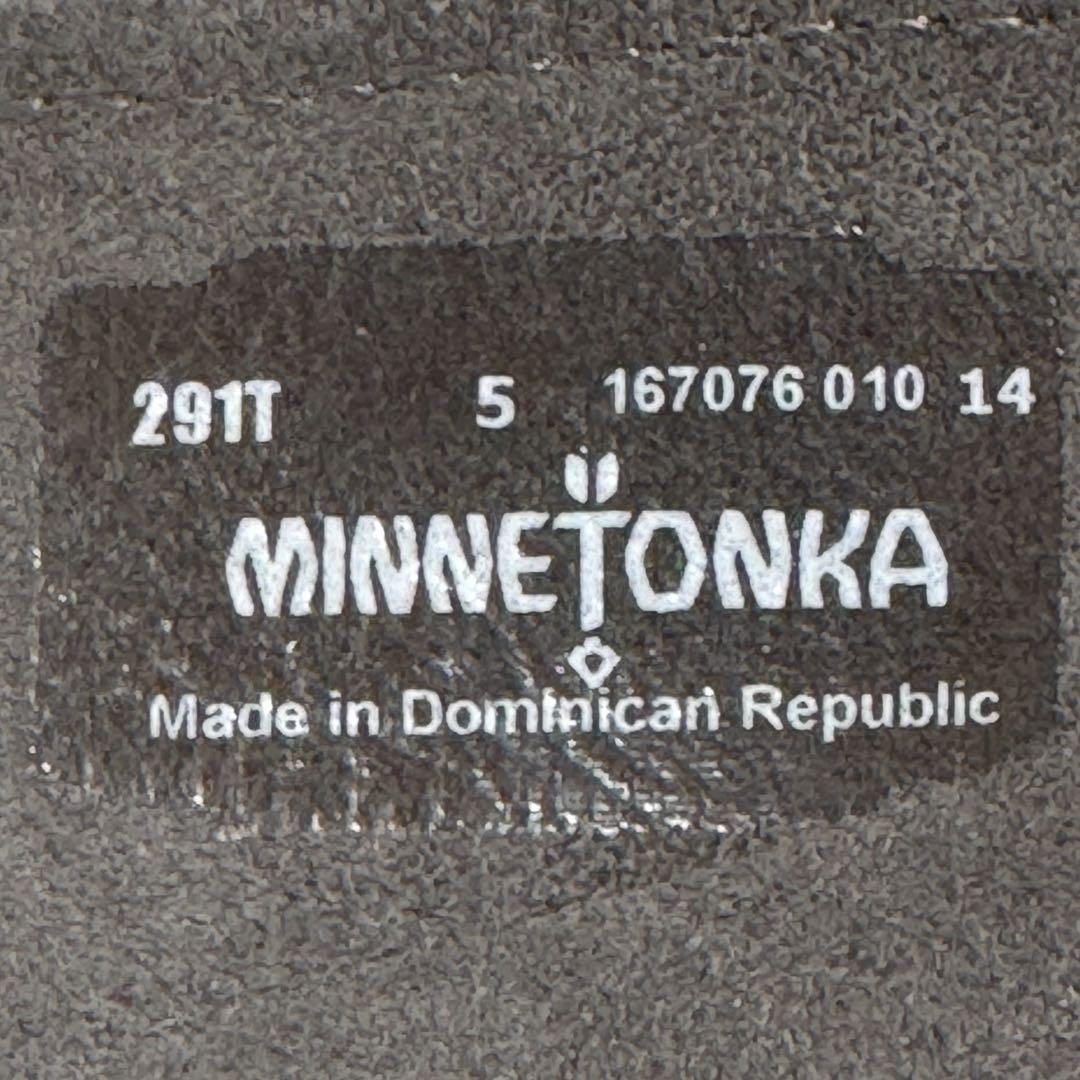 291T 5 167076 010 14
MINNETONKA
Made in Dominican Republic